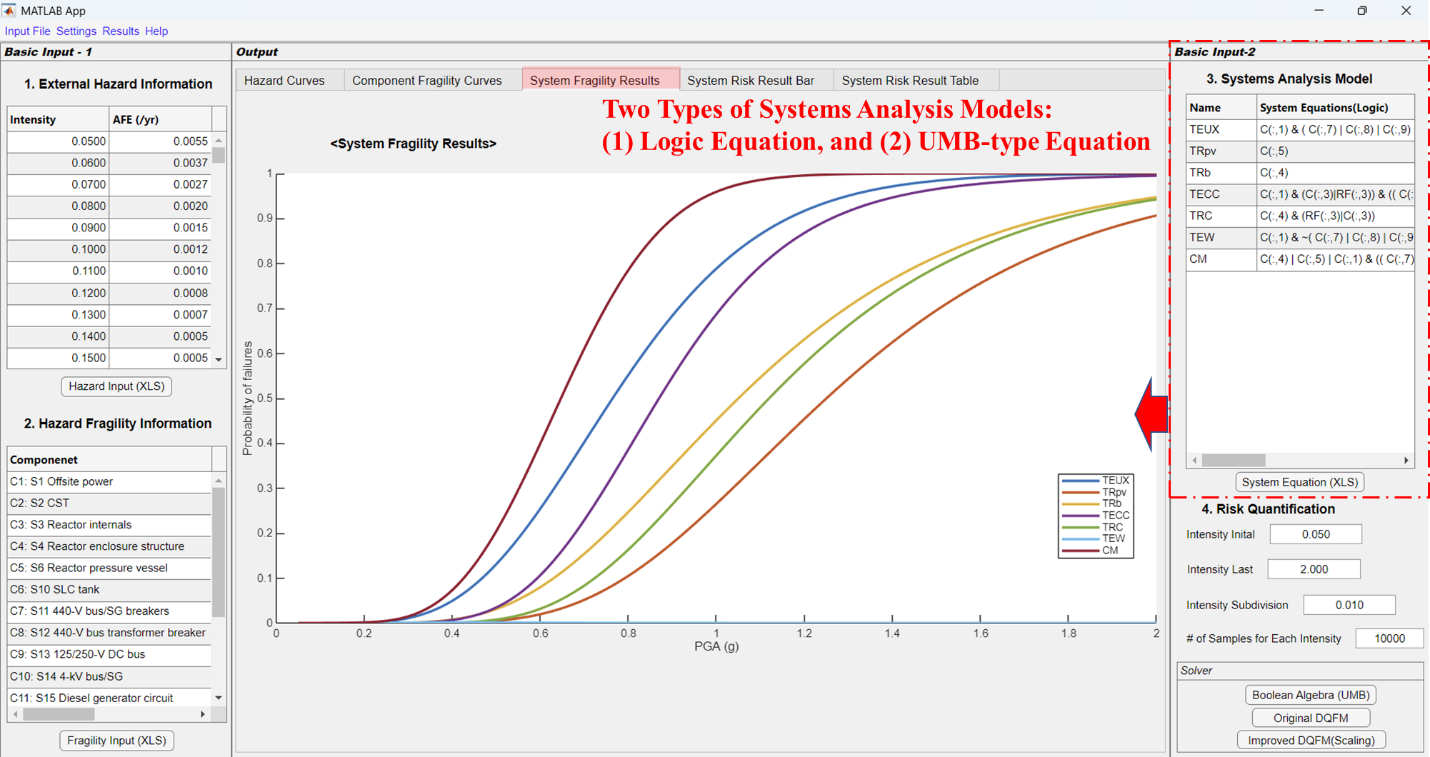 MATLAB App
Input File Settings Results Help
Basic Input - 1
1. External Hazard Information
Intensity AFE (/yr)
0.0500 0.0055
0.0600 0.0037
0.0700 0.0027
0.0800 0.0020
0.0900 0.0015
0.1000 0.0012
0.1100 0.0010
0.1200 0.0008
0.1300 0.0007
0.1400 0.0005
0.1500 0.0005
Hazard Input (XLS)
2. Hazard Fragility Information
Componenet
C1: S1 Offsite power
C2: S2 CST
C3: S3 Reactor internals
C4: S4 Reactor enclosure structure
C5: S6 Reactor pressure vessel
C6: S10 SLC tank
C7: S11 440-V bus/SG breakers
C8: S12 440-V bus transformer breaker
C9: S13 125/250-V DC bus
C10: S14 4-kV bus/SG
C11: S15 Diesel generator circuit
Fragility Input (XLS)
Output
Hazard Curves Component Fragility Curves System Fragility Results System Risk Result Bar System Risk Result Table
Two Types of Systems Analysis Models:
(1) Logic Equation, and (2) UMB-type Equation
<System Fragility Results>
Probability of failures
1
0.9
0.8
0.7
0.6
0.5
0.4
0.3
0.2
0.1
0
0 0.2 0.4 0.6 0.8 1 1.2 1.4 1.6 1.8 2
PGA (g)
TEUX
TRpv
TRb
TECC
TRC
TEW
CM
Basic Input-2
3. Systems Analysis Model
Name System Equations(Logic)
TEUX C(:,1) & ( C(:,7) | C(:,8) | C(:,9)
TRpv C(:,5)
TRb C(:,4)
TECC C(:,1) & (C(:,3)|RF(:,3)) & (( C(:
TRC C(:,4) & (RF(:,3)|C(:,3))
TEW C(:,1) & ~( C(:,7) | C(:,8) | C(:,9
CM C(:,4) | C(:,5) | C(:,1) & (( C(:,7)
System Equation (XLS)
4. Risk Quantification
Intensity Inital 0.050
Intensity Last 2.000
Intensity Subdivision 0.010
# of Samples for Each Intensity 10000
Solver
Boolean Algebra (UMB)
Original DQFM
Improved DQFM(Scaling)